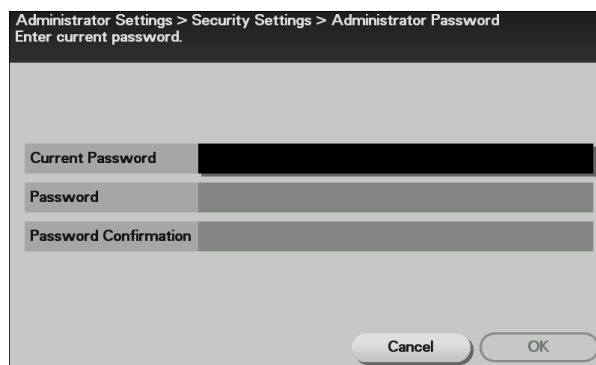 Administrator Settings > Security Settings > Administrator Password
Enter current password.
Current Password
Password
Password Confirmation
Cancel
OK